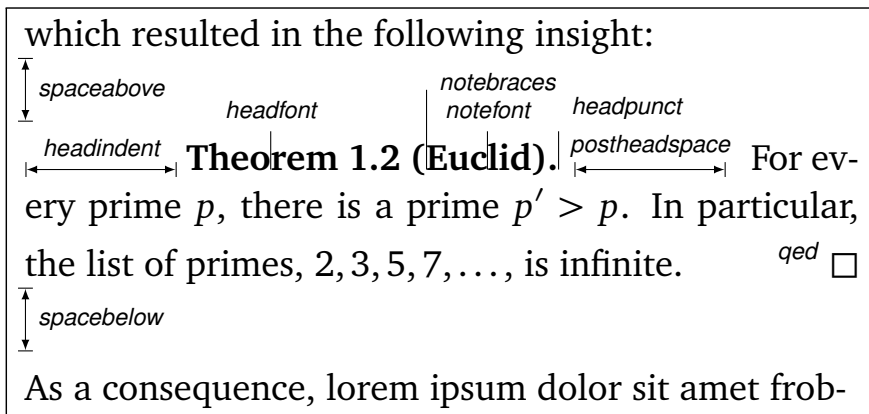 which resulted in the following insight:
spaceabove
notebraces
headfont notefont headpunct
headindent Theorem 1.2 (Euclid). postheadspace For ev-
ery prime p, there is a prime p′ > p. In particular,
the list of primes, 2, 3, 5, 7, . . . , is infinite. qed □
spacebelow
As a consequence, lorem ipsum dolor sit amet frob-